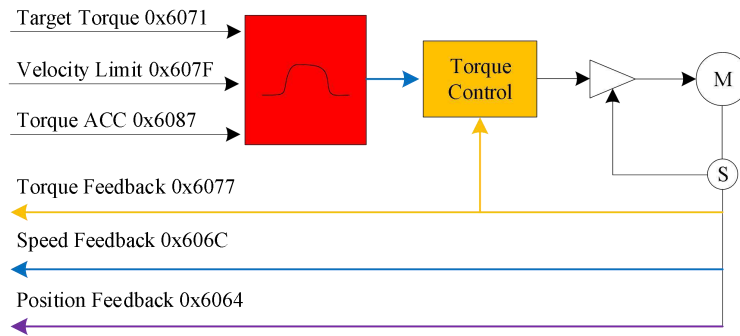 Target Torque 0x6071
Velocity Limit 0x607F
Torque ACC 0x6087
Torque
Control
M
S
Torque Feedback 0x6077
Speed Feedback 0x606C
Position Feedback 0x6064